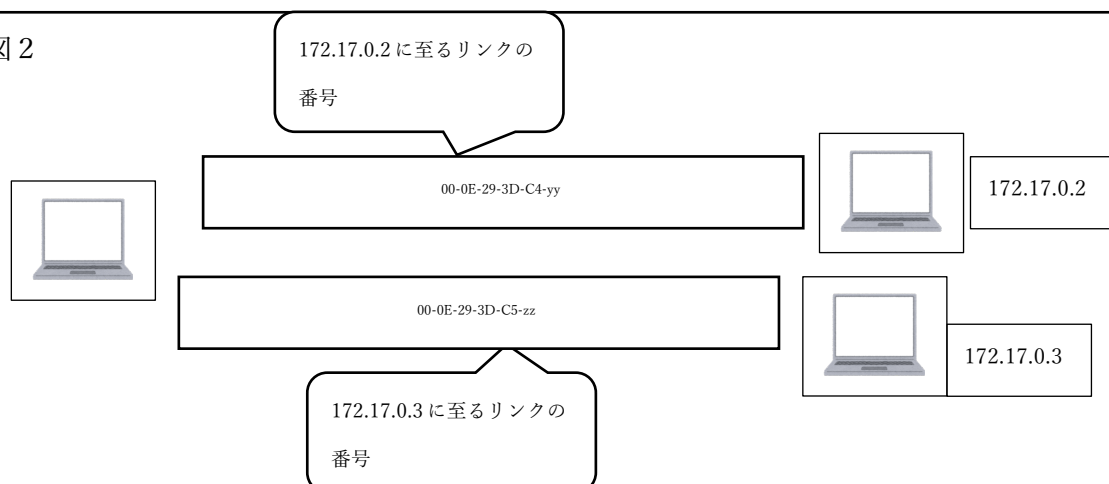 図2
172.17.0.2に至るリンクの
番号
00-0E-29-3D-C4-yy
172.17.0.2
00-0E-29-3D-C5-zz
172.17.0.3
172.17.0.3に至るリンクの
番号